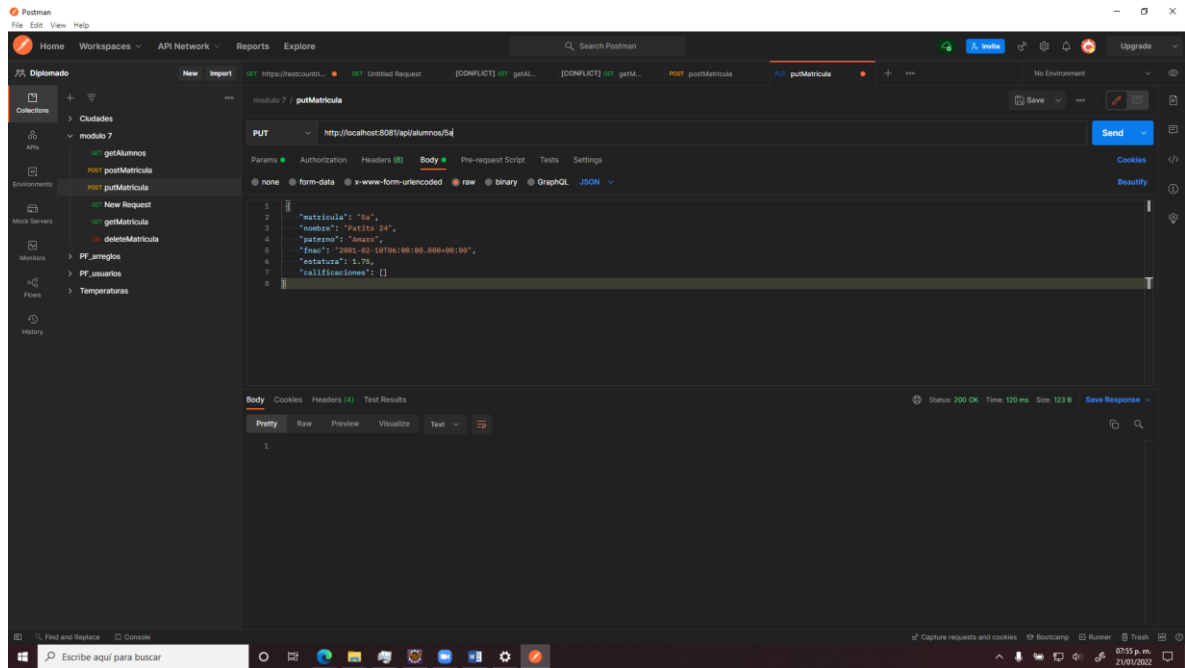 Postman
File Edit View Help
Home Workspaces API Network Reports Explore Search Postman Invite Upgrade
Diplomado New Import GET https://restcountri... GET Untitled Request [CONFLICT] GET getAl... [CONFLICT] GET getM... POST postMatricula PUT putMatricula No Environment
Collections
APIs
Environments
Mock Servers
Monitors
Flows
History
Ciudades
modulo 7
GET getAlumnos
POST postMatricula
POST putMatricula
GET New Request
GET getMatricula
DEL deleteMatricula
PF_arreglos
PF_usuarios
Temperaturas
modulo 7 / putMatricula Save
PUT http://localhost:8081/api/alumnos/5a Send
Params Authorization Headers (8) Body Pre-request Script Tests Settings Cookies
none form-data x-www-form-urlencoded raw binary GraphQL JSON Beautify
1 {
2 "matricula": "5a",
3 "nombre": "Patito 24",
4 "paterno": "Amaro",
5 "fnac": "2001-02-10T06:00:00.000+00:00",
6 "estatura": 1.75,
7 "calificaciones": []
8 }
Body Cookies Headers (4) Test Results Status: 200 OK Time: 120 ms Size: 123 B Save Response
Pretty Raw Preview Visualize Text
1
Find and Replace Console Capture requests and cookies Bootcamp Runner Trash
Escribe aquí para buscar 07:55 p. m.
21/01/2022